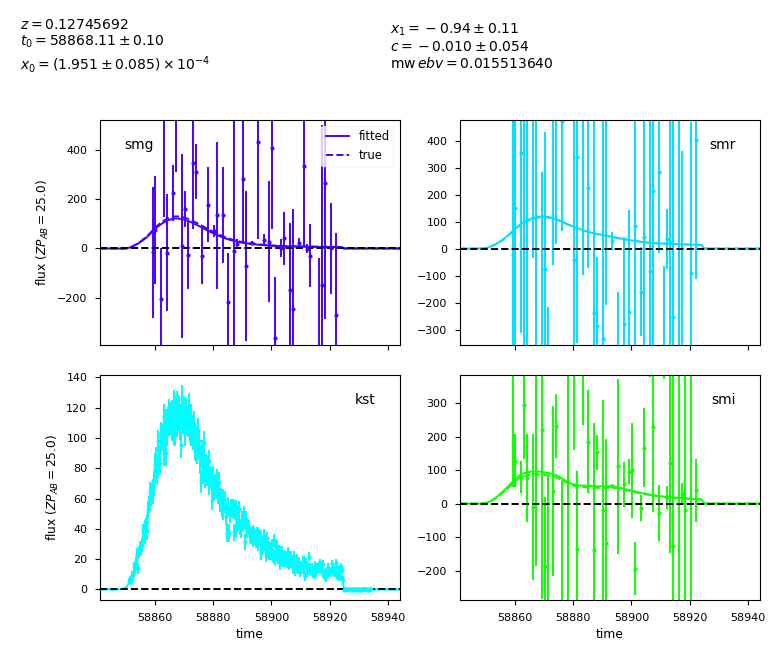 z = 0.12745692
t₀ = 58868.11 ± 0.10
x₀ = (1.951 ± 0.085) × 10⁻⁴
x₁ = −0.94 ± 0.11
c = −0.010 ± 0.054
mw ebv = 0.015513640
smg
fitted
true
flux (ZP_AB = 25.0)
400
200
0
−200
smr
400
300
200
100
0
−100
−200
−300
kst
flux (ZP_AB = 25.0)
140
120
100
80
60
40
20
0
58860 58880 58900 58920 58940
time
smi
300
200
100
0
−100
−200
58860 58880 58900 58920 58940
time